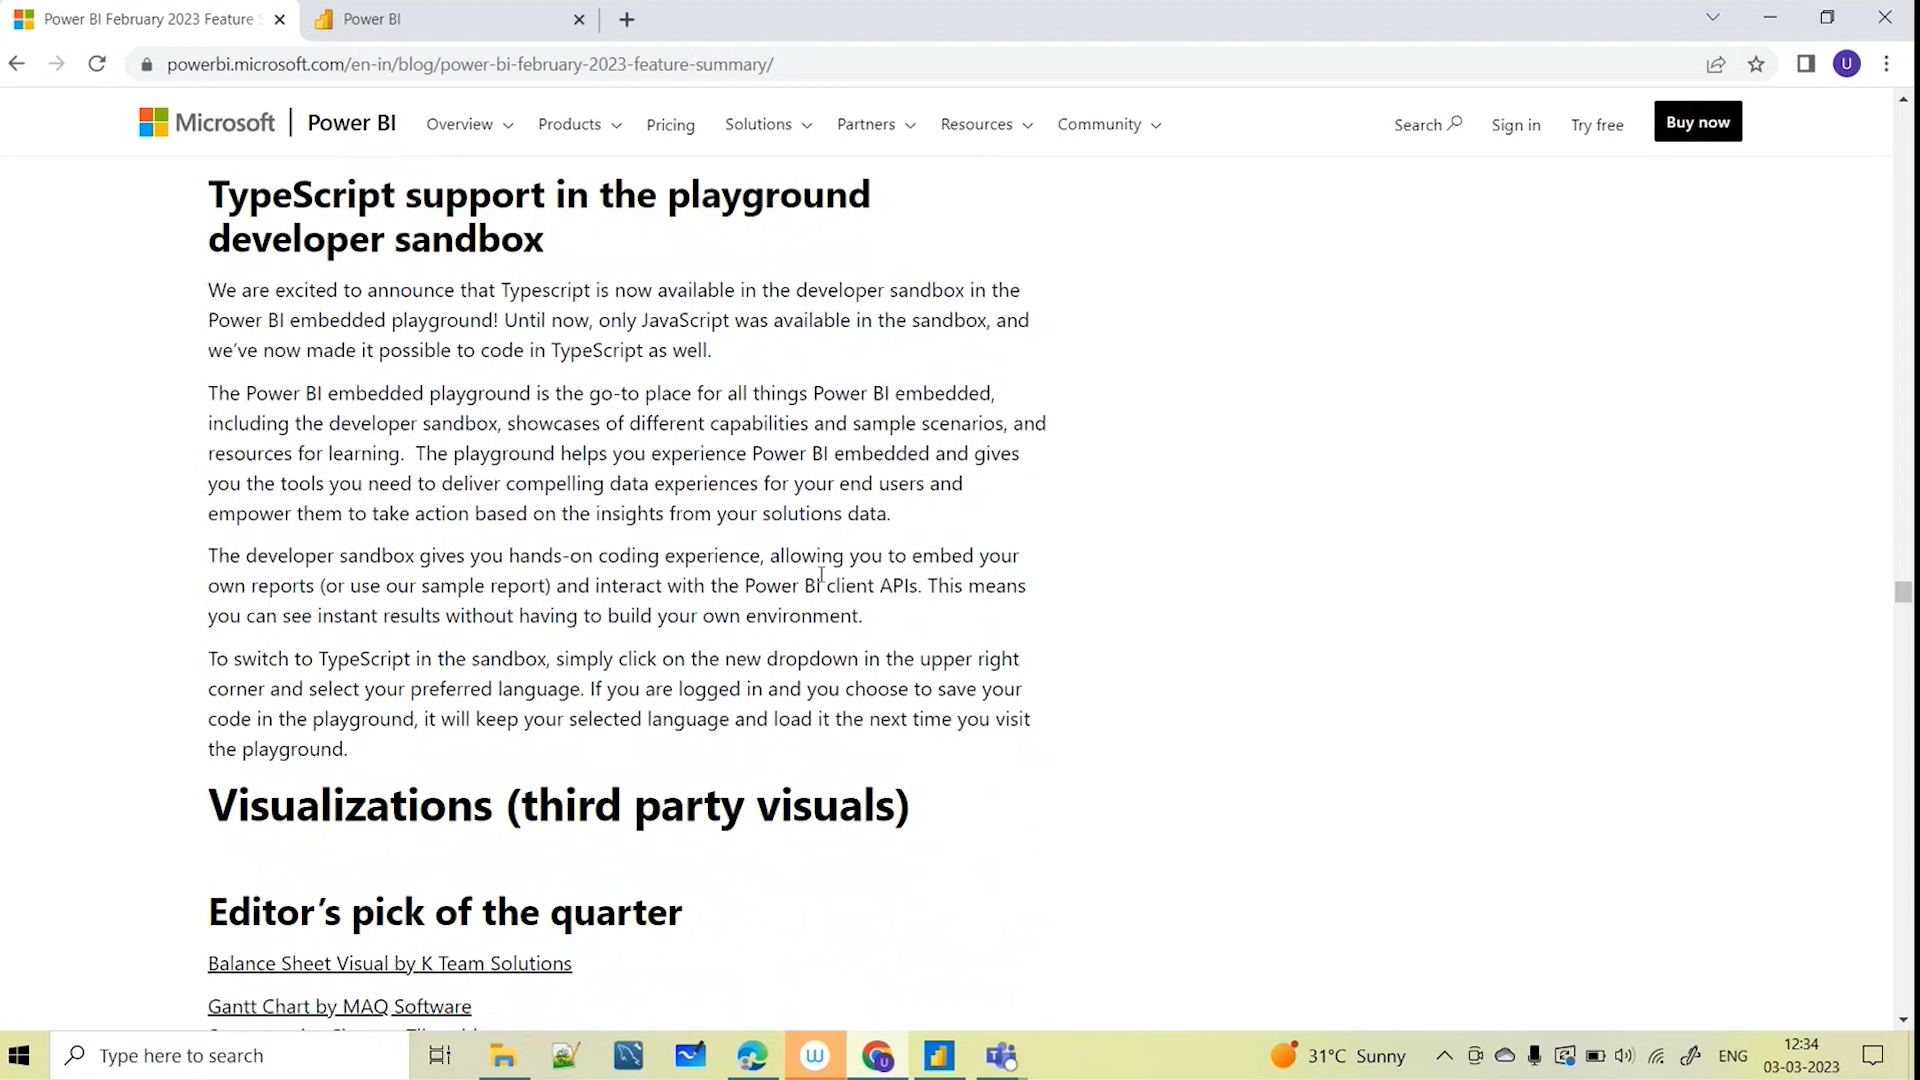 Power BI February 2023 Feature S
Power BI
powerbi.microsoft.com/en-in/blog/power-bi-february-2023-feature-summary/
U
Microsoft
Power BI
Overview
Products
Pricing
Solutions
Partners
Resources
Community
Search
Sign in
Try free
Buy now
TypeScript support in the playground
developer sandbox
We are excited to announce that Typescript is now available in the developer sandbox in the
Power BI embedded playground! Until now, only JavaScript was available in the sandbox, and
we’ve now made it possible to code in TypeScript as well.
The Power BI embedded playground is the go-to place for all things Power BI embedded,
including the developer sandbox, showcases of different capabilities and sample scenarios, and
resources for learning.  The playground helps you experience Power BI embedded and gives
you the tools you need to deliver compelling data experiences for your end users and
empower them to take action based on the insights from your solutions data.
The developer sandbox gives you hands-on coding experience, allowing you to embed your
own reports (or use our sample report) and interact with the Power BI client APIs. This means
you can see instant results without having to build your own environment.
To switch to TypeScript in the sandbox, simply click on the new dropdown in the upper right
corner and select your preferred language. If you are logged in and you choose to save your
code in the playground, it will keep your selected language and load it the next time you visit
the playground.
Visualizations (third party visuals)
Editor’s pick of the quarter
Balance Sheet Visual by K Team Solutions
Gantt Chart by MAQ Software
Type here to search
w
U
31°C Sunny
ENG
12:34
03-03-2023